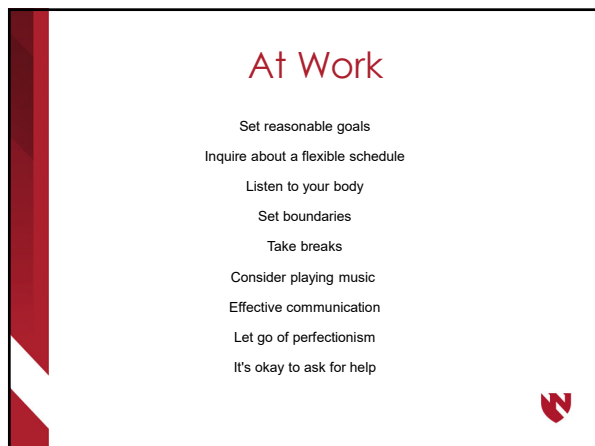 At Work
Set reasonable goals
Inquire about a flexible schedule
Listen to your body
Set boundaries
Take breaks
Consider playing music
Effective communication
Let go of perfectionism
It's okay to ask for help